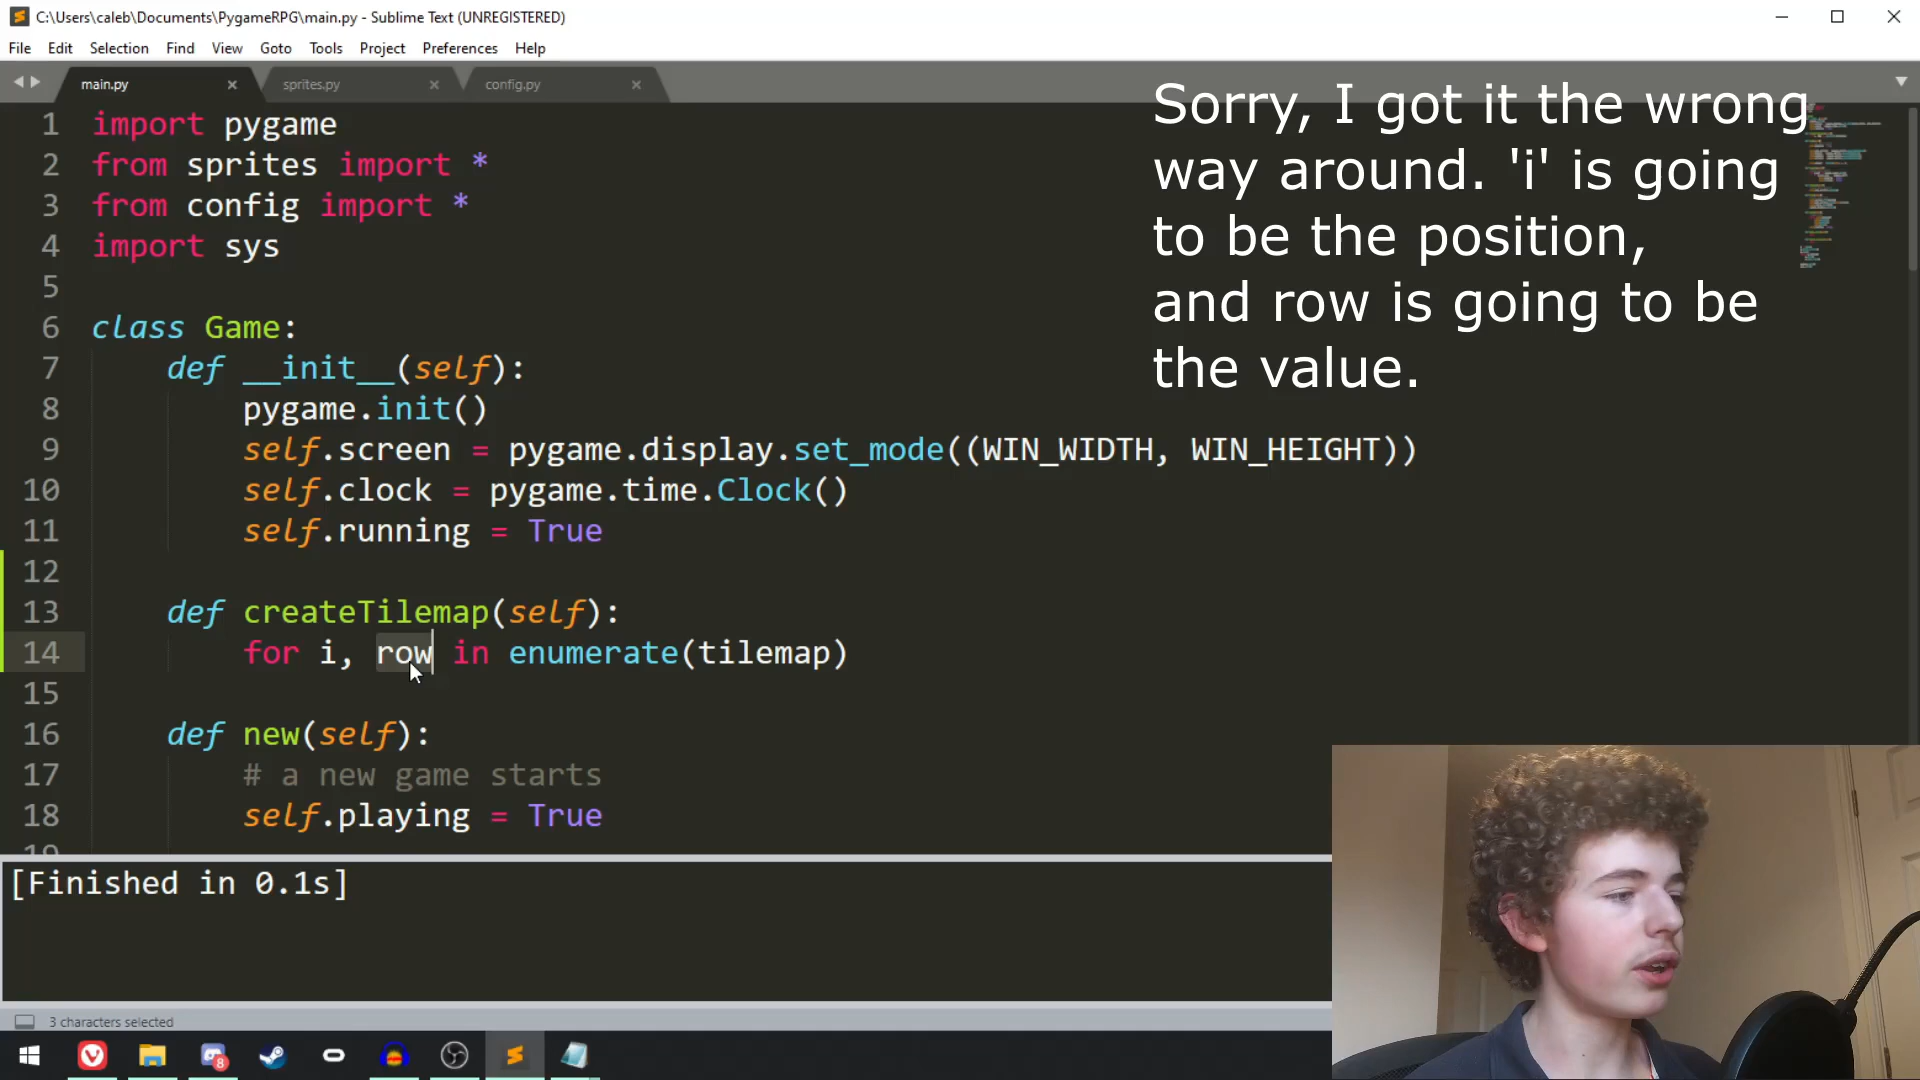 C:\Users\caleb\Documents\PygameRPG\main.py - Sublime Text (UNREGISTERED)
File Edit Selection Find View Goto Tools Project Preferences Help
main.py sprites.py config.py
Sorry, I got it the wrong
way around. 'i' is going
to be the position,
and row is going to be
the value.
1 import pygame
2 from sprites import *
3 from config import *
4 import sys
5
6 class Game:
7 def __init__(self):
8 pygame.init()
9 self.screen = pygame.display.set_mode((WIN_WIDTH, WIN_HEIGHT))
10 self.clock = pygame.time.Clock()
11 self.running = True
12
13 def createTilemap(self):
14 for i, row in enumerate(tilemap)
15
16 def new(self):
17 # a new game starts
18 self.playing = True
19
[Finished in 0.1s]
3 characters selected
8